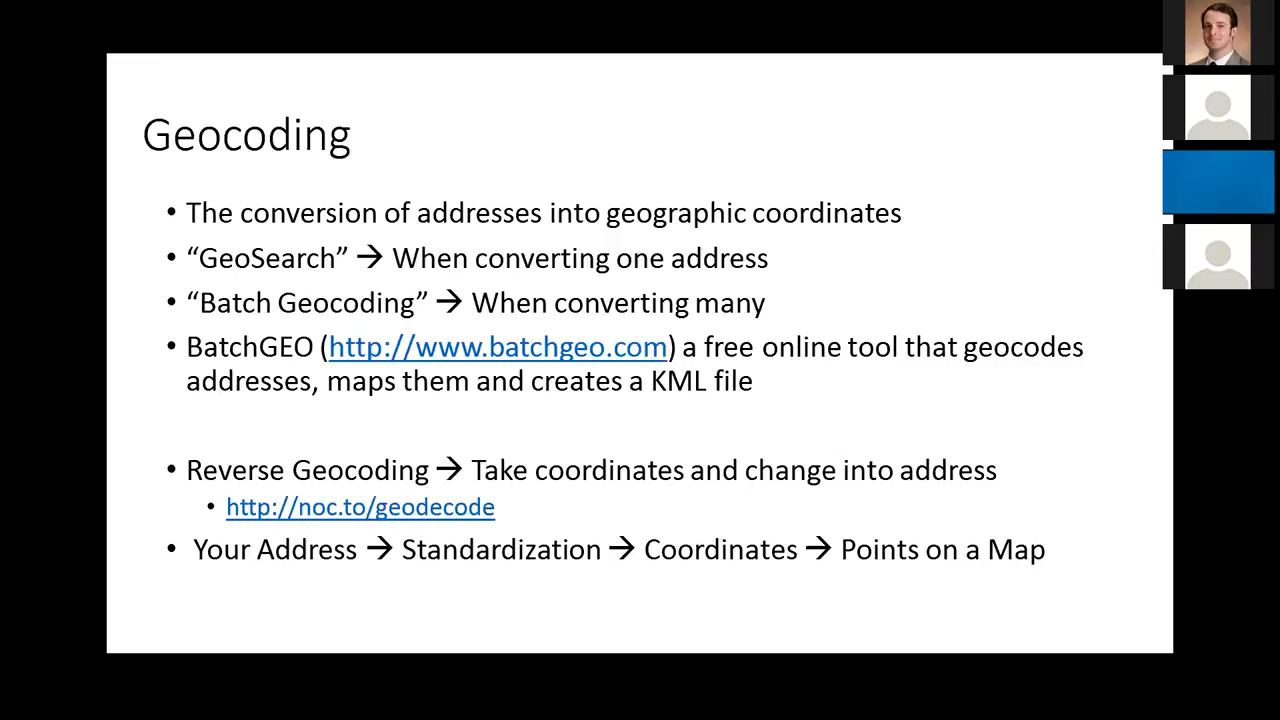 Geocoding
• The conversion of addresses into geographic coordinates
• “GeoSearch” → When converting one address
• “Batch Geocoding” → When converting many
• BatchGEO (http://www.batchgeo.com) a free online tool that geocodes
addresses, maps them and creates a KML file
• Reverse Geocoding → Take coordinates and change into address
• http://noc.to/geodecode
• Your Address → Standardization → Coordinates → Points on a Map